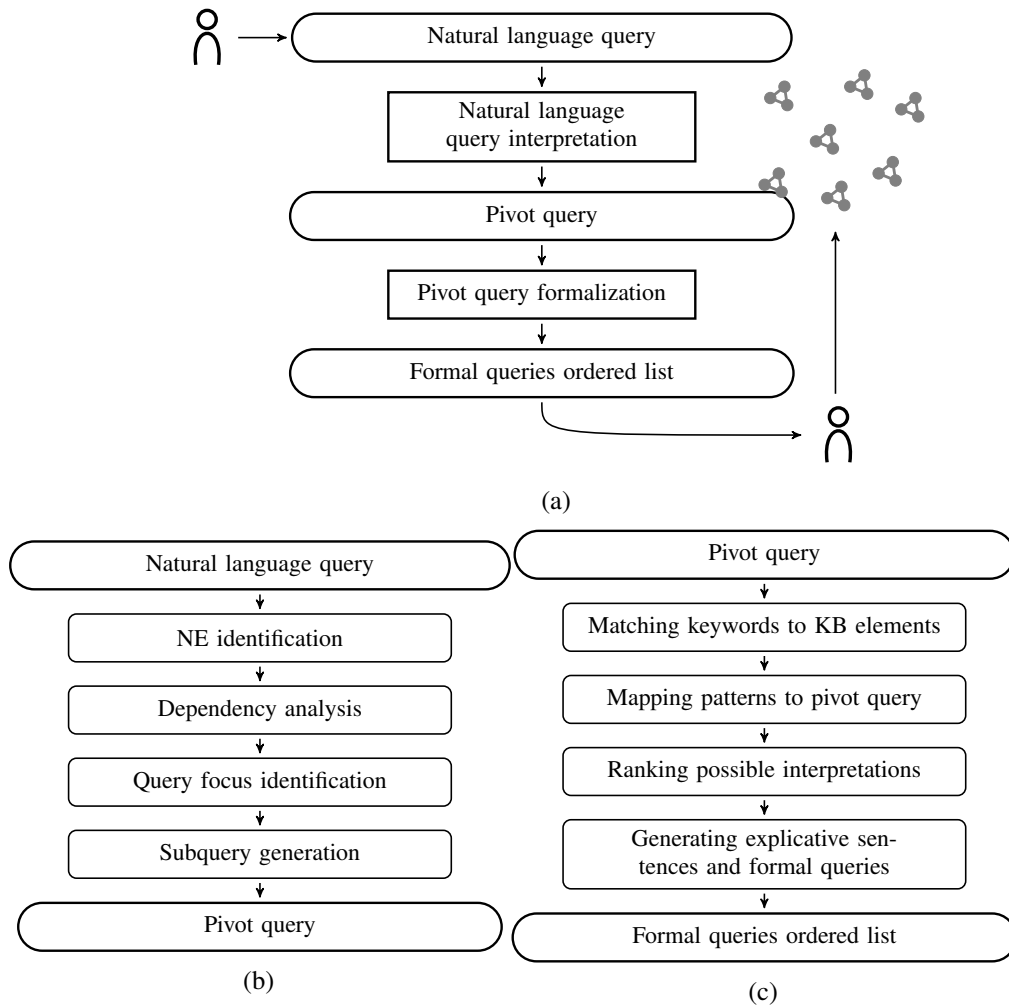 Natural language query
Natural language
query interpretation
Pivot query
Pivot query formalization
Formal queries ordered list
(a)
Natural language query
NE identification
Dependency analysis
Query focus identification
Subquery generation
Pivot query
(b)
Pivot query
Matching keywords to KB elements
Mapping patterns to pivot query
Ranking possible interpretations
Generating explicative sen-
tences and formal queries
Formal queries ordered list
(c)